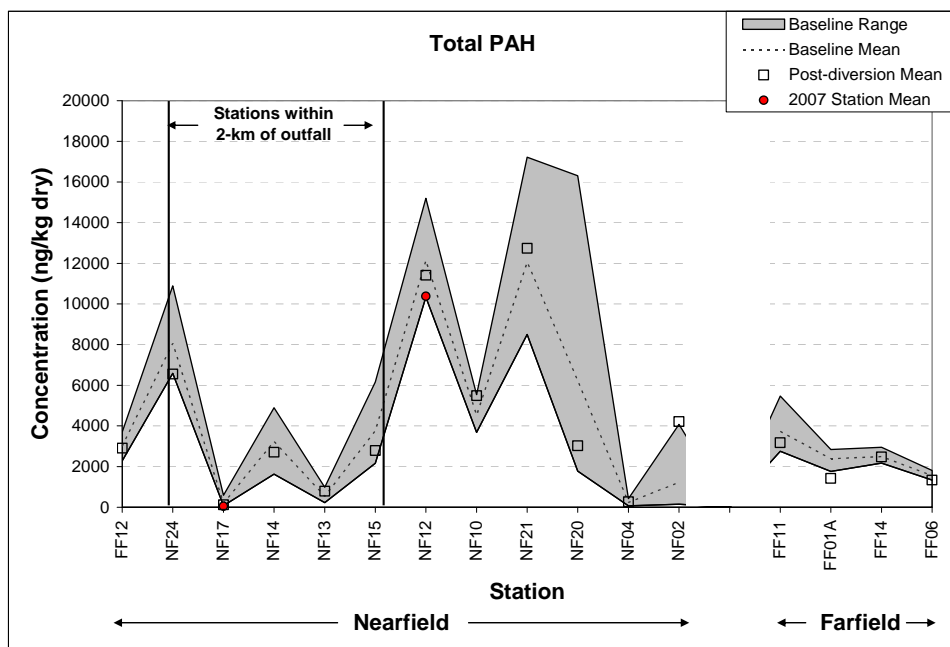 Total PAH
Baseline Range
Baseline Mean
Post-diversion Mean
2007 Station Mean
Stations within
2-km of outfall
Concentration (ng/kg dry)
20000
18000
16000
14000
12000
10000
8000
6000
4000
2000
0
FF12
NF24
NF17
NF14
NF13
NF15
NF12
NF10
NF21
NF20
NF04
NF02
FF11
FF01A
FF14
FF06
Station
Nearfield
Farfield